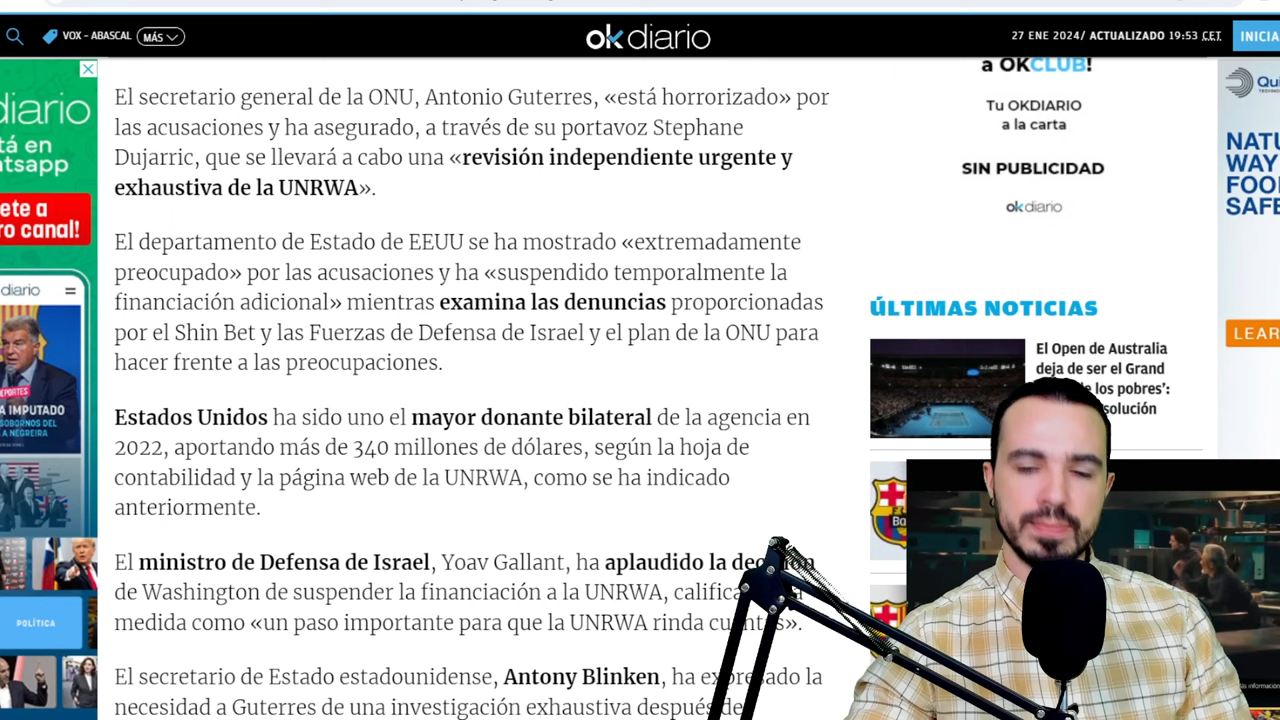 VOX - ABASCAL
MÁS
okdiario
27 ENE 2024/ ACTUALIZADO 19:53 CET
INICIA
El secretario general de la ONU, Antonio Guterres, «está horrorizado» por
las acusaciones y ha asegurado, a través de su portavoz Stephane
Dujarric, que se llevará a cabo una «revisión independiente urgente y
exhaustiva de la UNRWA».
El departamento de Estado de EEUU se ha mostrado «extremadamente
preocupado» por las acusaciones y ha «suspendido temporalmente la
financiación adicional» mientras examina las denuncias proporcionadas
por el Shin Bet y las Fuerzas de Defensa de Israel y el plan de la ONU para
hacer frente a las preocupaciones.
Estados Unidos ha sido uno el mayor donante bilateral de la agencia en
2022, aportando más de 340 millones de dólares, según la hoja de
contabilidad y la página web de la UNRWA, como se ha indicado
anteriormente.
El ministro de Defensa de Israel, Yoav Gallant, ha aplaudido la
de Washington de suspender la financiación a la UNRWA,
medida como «un paso importante para que la UNRWA rinda
El secretario de Estado estadounidense, Antony Blinken, ha expresado la
necesidad a Guterres de una investigación exhaustiva después
a OKCLUB!
Tu OKDIARIO
a la carta
SIN PUBLICIDAD
okdiario
ÚLTIMAS NOTICIAS
El Open de Australia
deja de ser el Grand
de los pobres':
diario
tá en
atsapp
ete a
ro canal!
diario
A IMPUTADO
SOBORNOS DEL
A NEGREIRA
POLÍTICA
Qui
NATU
WAY
FOO
SAFE
LEAR